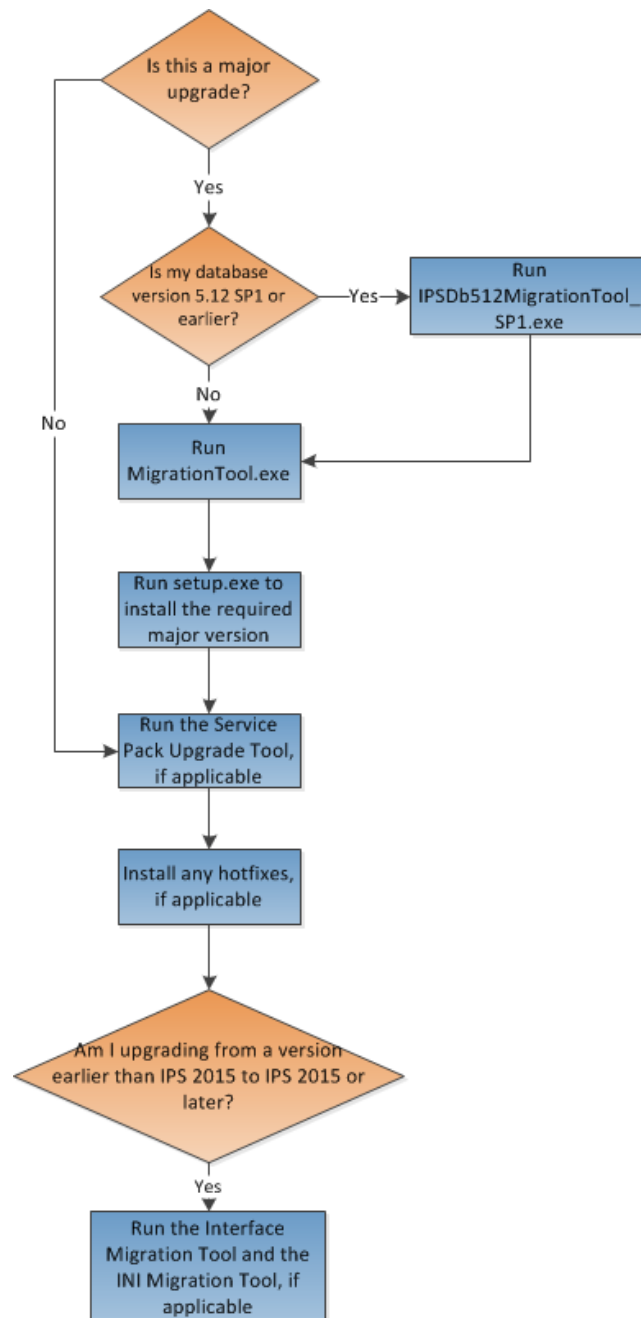 Is this a major
upgrade?
Yes
Is my database
version 5.12 SP1 or
earlier?
Yes
Run
IPSDb512MigrationTool_
SP1.exe
No
No
Run
MigrationTool.exe
Run setup.exe to
install the required
major version
Run the Service
Pack Upgrade Tool,
if applicable
Install any hotfixes,
if applicable
Am I upgrading from a version
earlier than IPS 2015 to IPS 2015 or
later?
Yes
Run the Interface
Migration Tool and the
INI Migration Tool, if
applicable